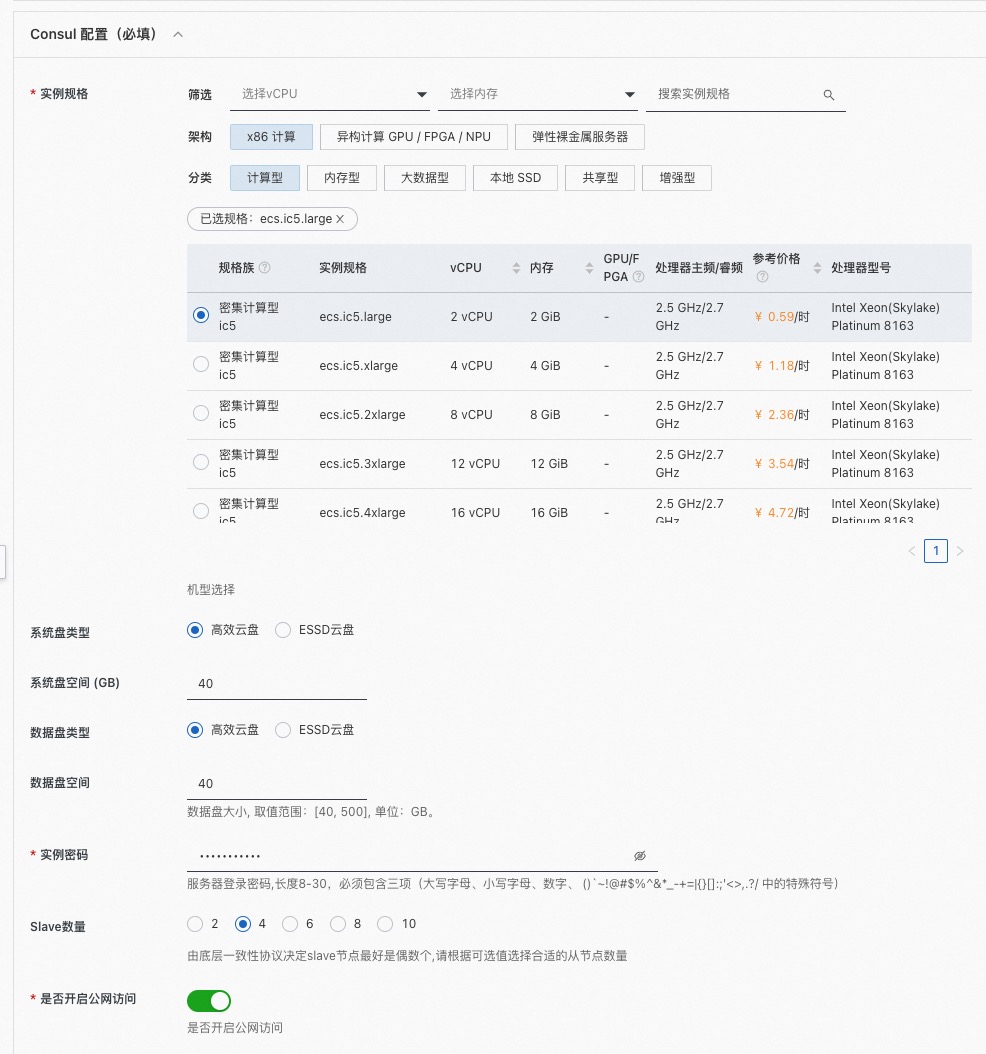 Consul 配置（必填）
* 实例规格
筛选 选择vCPU 选择内存 搜索实例规格
架构 x86 计算 异构计算 GPU / FPGA / NPU 弹性裸金属服务器
分类 计算型 内存型 大数据型 本地 SSD 共享型 增强型
已选规格：ecs.ic5.large ×
规格族 实例规格 vCPU 内存 GPU/FPGA 处理器主频/睿频 参考价格 处理器型号
密集计算型 ic5 ecs.ic5.large 2 vCPU 2 GiB - 2.5 GHz/2.7 GHz ¥ 0.59/时 Intel Xeon(Skylake) Platinum 8163
密集计算型 ic5 ecs.ic5.xlarge 4 vCPU 4 GiB - 2.5 GHz/2.7 GHz ¥ 1.18/时 Intel Xeon(Skylake) Platinum 8163
密集计算型 ic5 ecs.ic5.2xlarge 8 vCPU 8 GiB - 2.5 GHz/2.7 GHz ¥ 2.36/时 Intel Xeon(Skylake) Platinum 8163
密集计算型 ic5 ecs.ic5.3xlarge 12 vCPU 12 GiB - 2.5 GHz/2.7 GHz ¥ 3.54/时 Intel Xeon(Skylake) Platinum 8163
密集计算型 ic5 ecs.ic5.4xlarge 16 vCPU 16 GiB - 2.5 GHz/2.7 GHz ¥ 4.72/时 Intel Xeon(Skylake) Platinum 8163
< 1 >
机型选择
系统盘类型 高效云盘 ESSD云盘
系统盘空间 (GB) 40
数据盘类型 高效云盘 ESSD云盘
数据盘空间 40
数据盘大小, 取值范围：[40, 500], 单位：GB。
* 实例密码 •••••••••••
服务器登录密码,长度8-30，必须包含三项（大写字母、小写字母、数字、 ()`~!@#$%^&*_-+=|{}[]:;'<>,.?/ 中的特殊符号）
Slave数量 2 4 6 8 10
由底层一致性协议决定slave节点最好是偶数个,请根据可选值选择合适的从节点数量
* 是否开启公网访问
是否开启公网访问